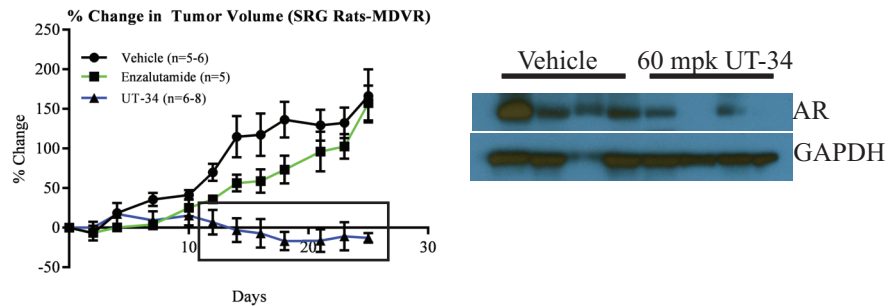 % Change in Tumor Volume (SRG Rats-MDVR)
250
200
150
100
50
0
-50
% Change
Vehicle (n=5-6)
Enzalutamide (n=5)
UT-34 (n=6-8)
10
20
30
Days
Vehicle
60 mpk UT-34
AR
GAPDH